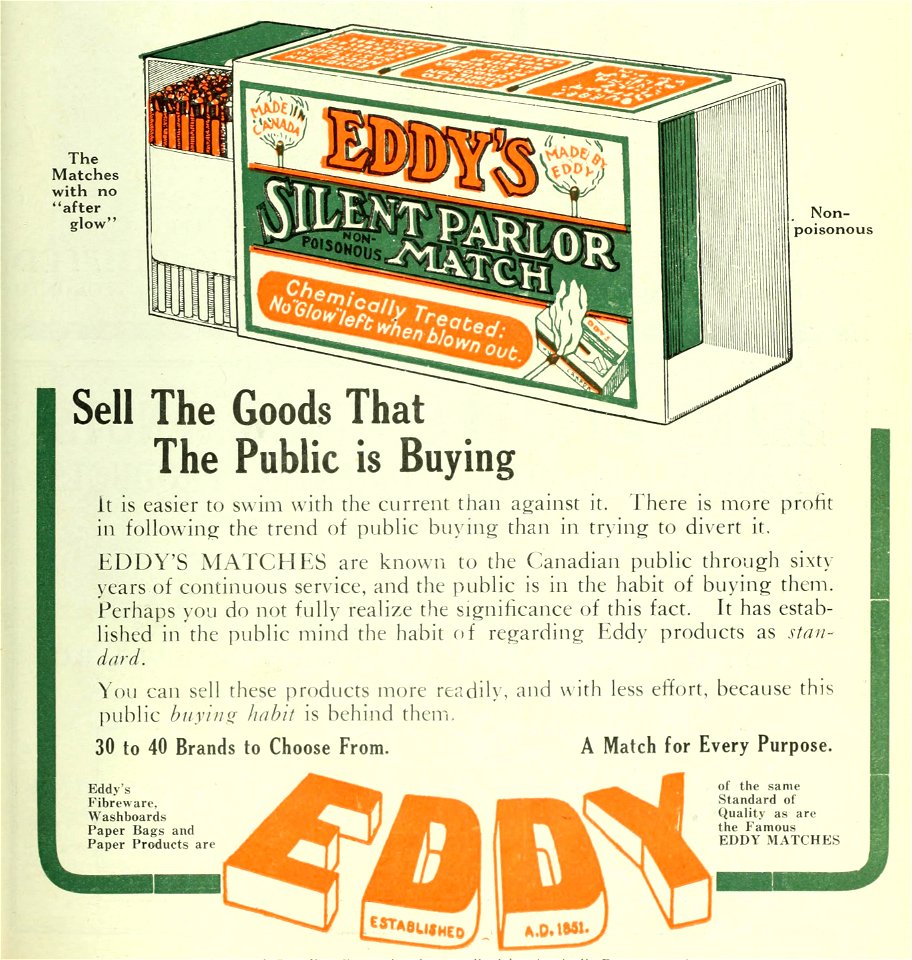 MADE IN
CANADA
EDDY'S
MADE BY
EDDY
SILENT PARLOR
NON-
POISONOUS
MATCH
Chemically Treated:
No "Glow" left when blown out.
The
Matches
with no
"after
glow"
Non-
poisonous
Sell The Goods That
The Public is Buying
It is easier to swim with the current than against it. There is more profit
in following the trend of public buying than in trying to divert it.
EDDY'S MATCHES are known to the Canadian public through sixty
years of continuous service, and the public is in the habit of buying them.
Perhaps you do not fully realize the significance of this fact. It has estab-
lished in the public mind the habit of regarding Eddy products as stan-
dard.
You can sell these products more readily, and with less effort, because this
public buying habit is behind them.
30 to 40 Brands to Choose From.
A Match for Every Purpose.
Eddy's
Fibreware,
Washboards
Paper Bags and
Paper Products are
EDDY
ESTABLISHED
A.D. 1851.
of the same
Standard of
Quality as are
the Famous
EDDY MATCHES